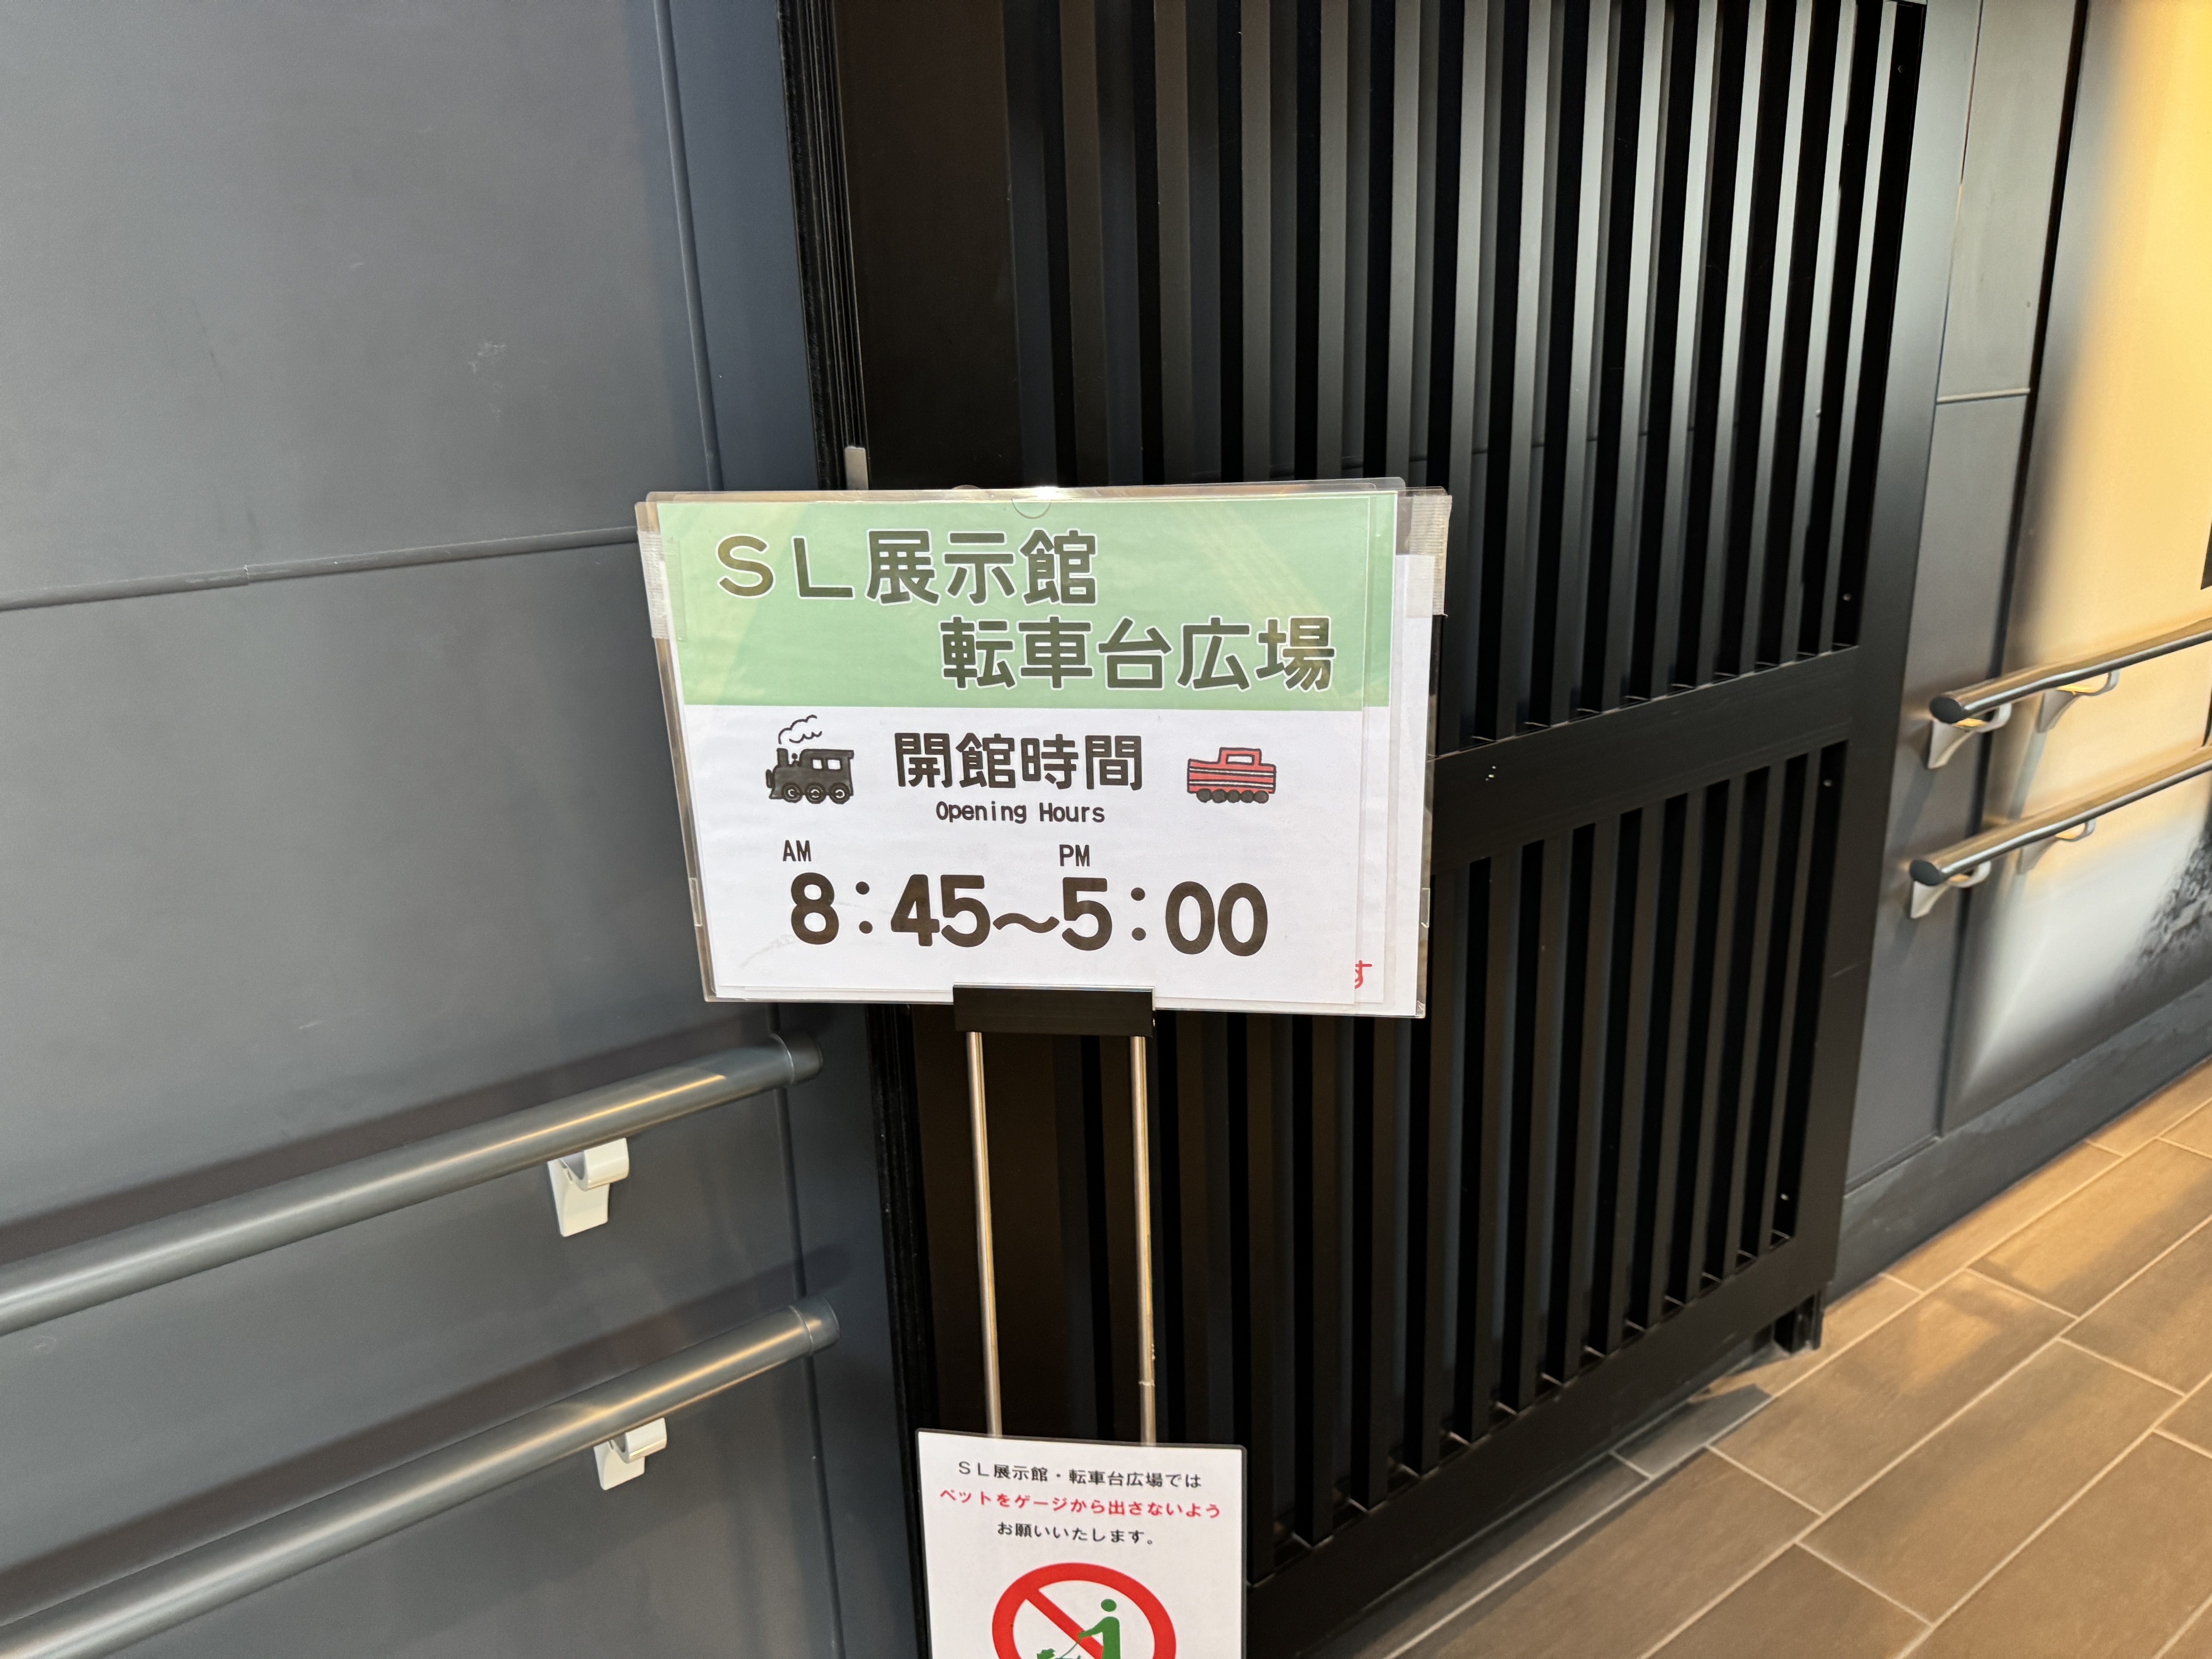 SL展示館
転車台広場
開館時間
Opening Hours
AM PM
8:45～5:00
す
SL展示館・転車台広場では
ペットをゲージから出さないよう
お願いいたします。